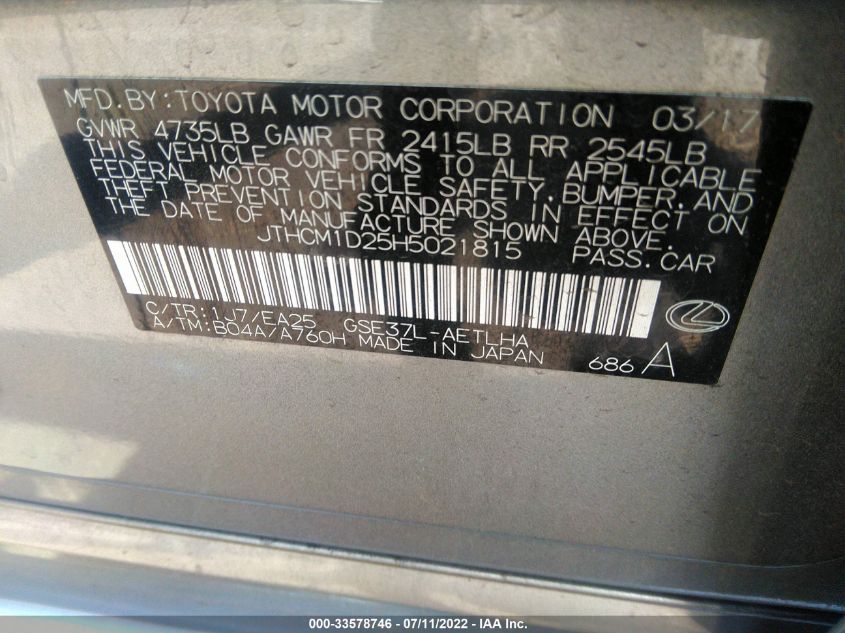 MFD.BY:TOYOTA MOTOR CORPORATION 03/17
GVWR 4735LB GAWR FR 2415LB RR 2545LB
THIS VEHICLE CONFORMS TO ALL APPLICABLE
FEDERAL MOTOR VEHICLE SAFETY,BUMPER,AND
THEFT PREVENTION STANDARDS IN EFFECT ON
THE DATE OF MANUFACTURE SHOWN ABOVE.
JTHCM1D25H5021815 PASS.CAR
C/TR:1J7/EA25 GSE37L-AETLHA
A/TM:B04A/A760H MADE IN JAPAN 686 A
000-33578746 - 07/11/2022 - IAA Inc.